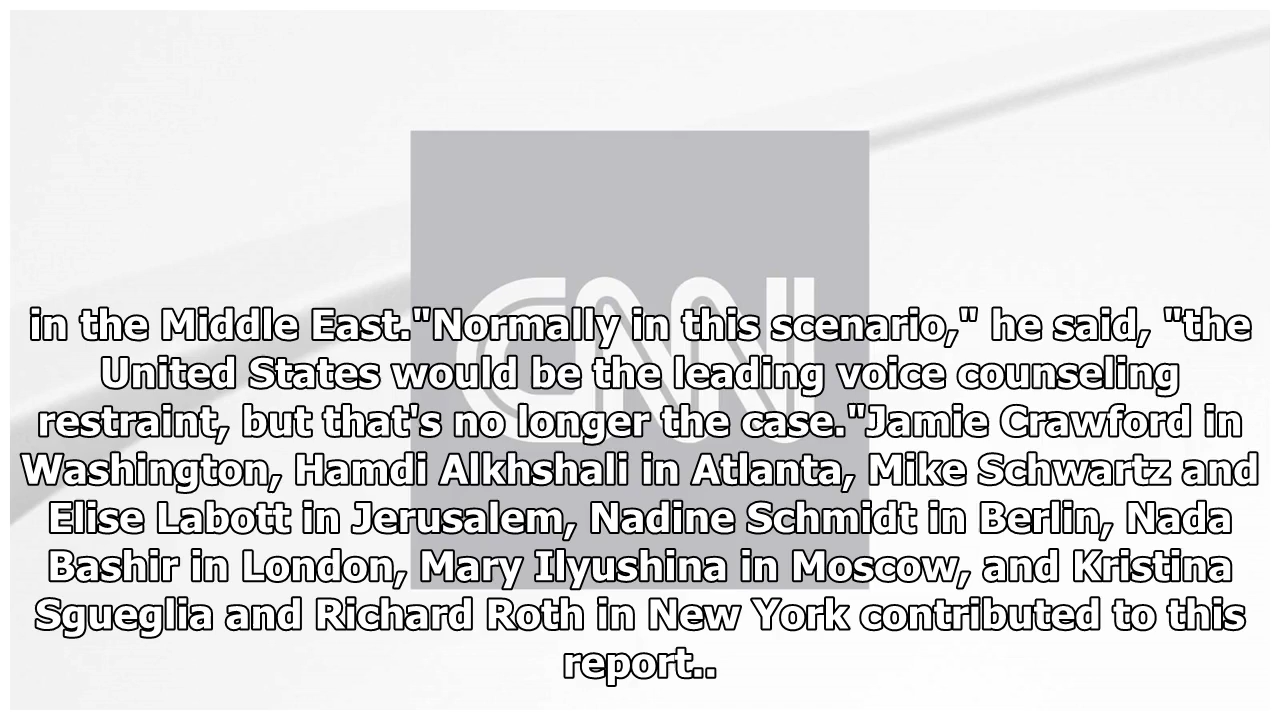 CNN
in the Middle East."Normally in this scenario," he said, "the
United States would be the leading voice counseling
restraint, but that's no longer the case."Jamie Crawford in
Washington, Hamdi Alkhshali in Atlanta, Mike Schwartz and
Elise Labott in Jerusalem, Nadine Schmidt in Berlin, Nada
Bashir in London, Mary Ilyushina in Moscow, and Kristina
Sgueglia and Richard Roth in New York contributed to this
report..